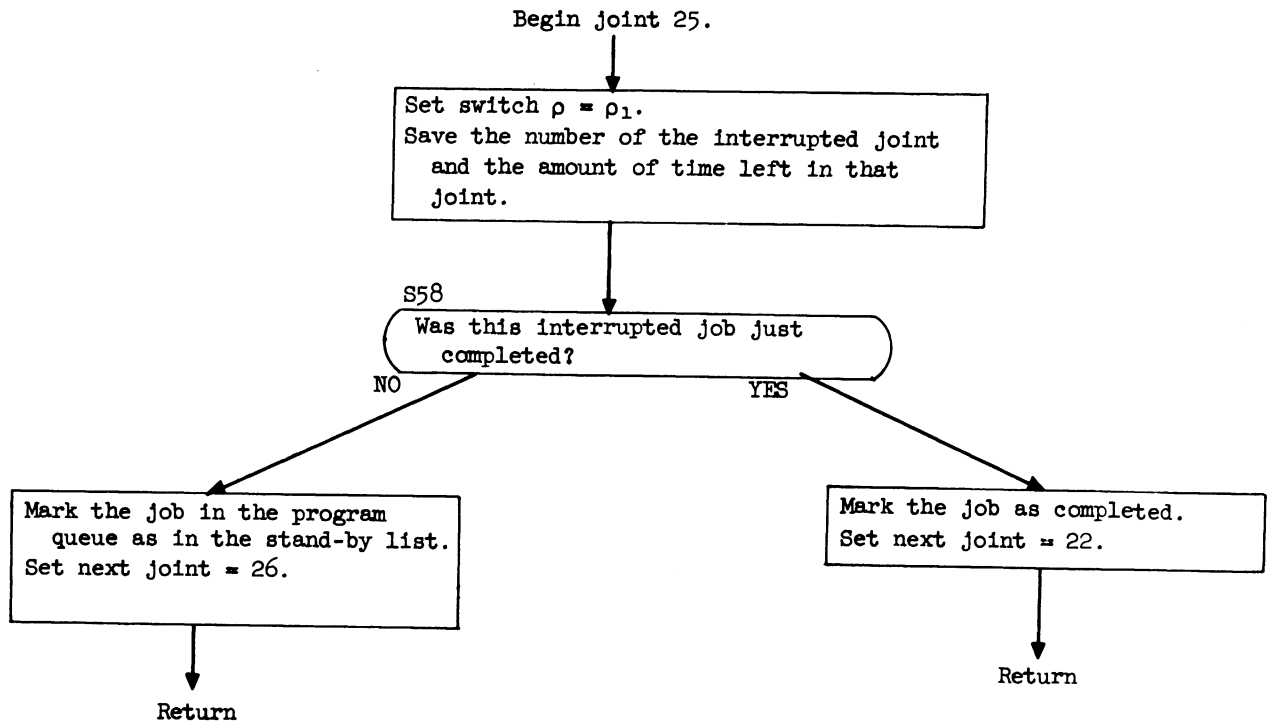 Begin joint 25.
Set switch ρ = ρ₁.
Save the number of the interrupted joint
and the amount of time left in that
joint.
S58
Was this interrupted job just
completed?
NO
YES
Mark the job in the program
queue as in the stand-by list.
Set next joint = 26.
Return
Mark the job as completed.
Set next joint = 22.
Return